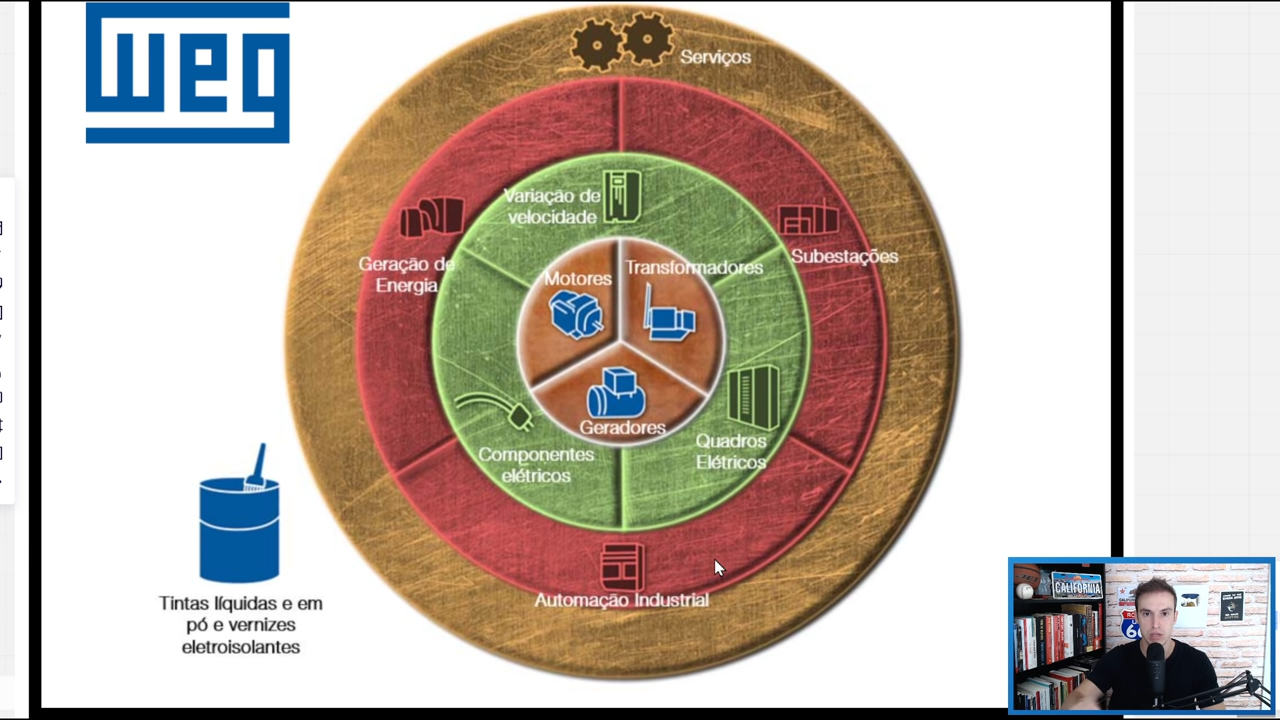 weg
Serviços
Variação de
velocidade
Geração de
Energia
Subestações
Motores
Transformadores
Geradores
Componentes
elétricos
Quadros
Elétricos
Automação Industrial
Tintas líquidas e em
pó e vernizes
eletroisolantes
CALIFORNIA